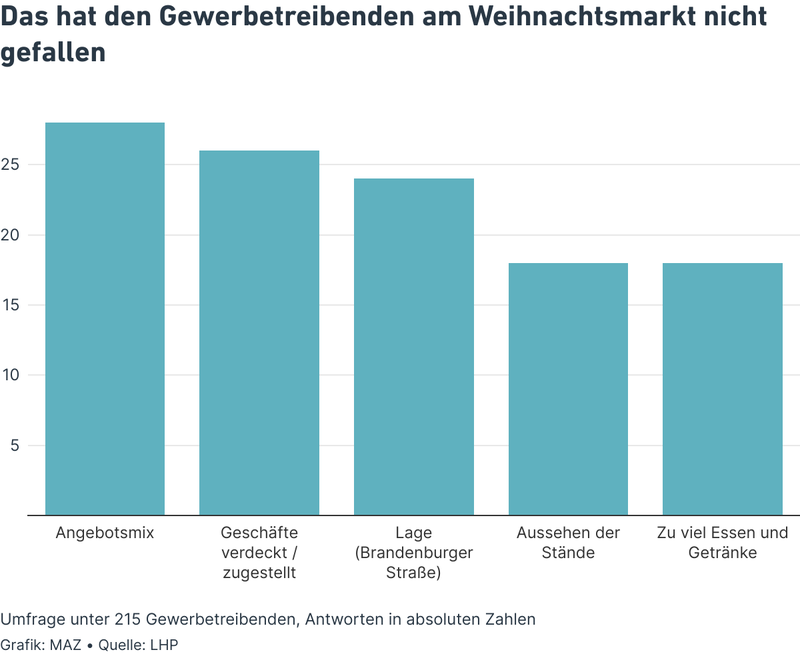 Das hat den Gewerbetreibenden am Weihnachtsmarkt nicht
gefallen
25
20
15
10
5
Angebotsmix
Geschäfte
verdeckt /
zugestellt
Lage
(Brandenburger
Straße)
Aussehen der
Stände
Zu viel Essen und
Getränke
Umfrage unter 215 Gewerbetreibenden, Antworten in absoluten Zahlen
Grafik: MAZ • Quelle: LHP